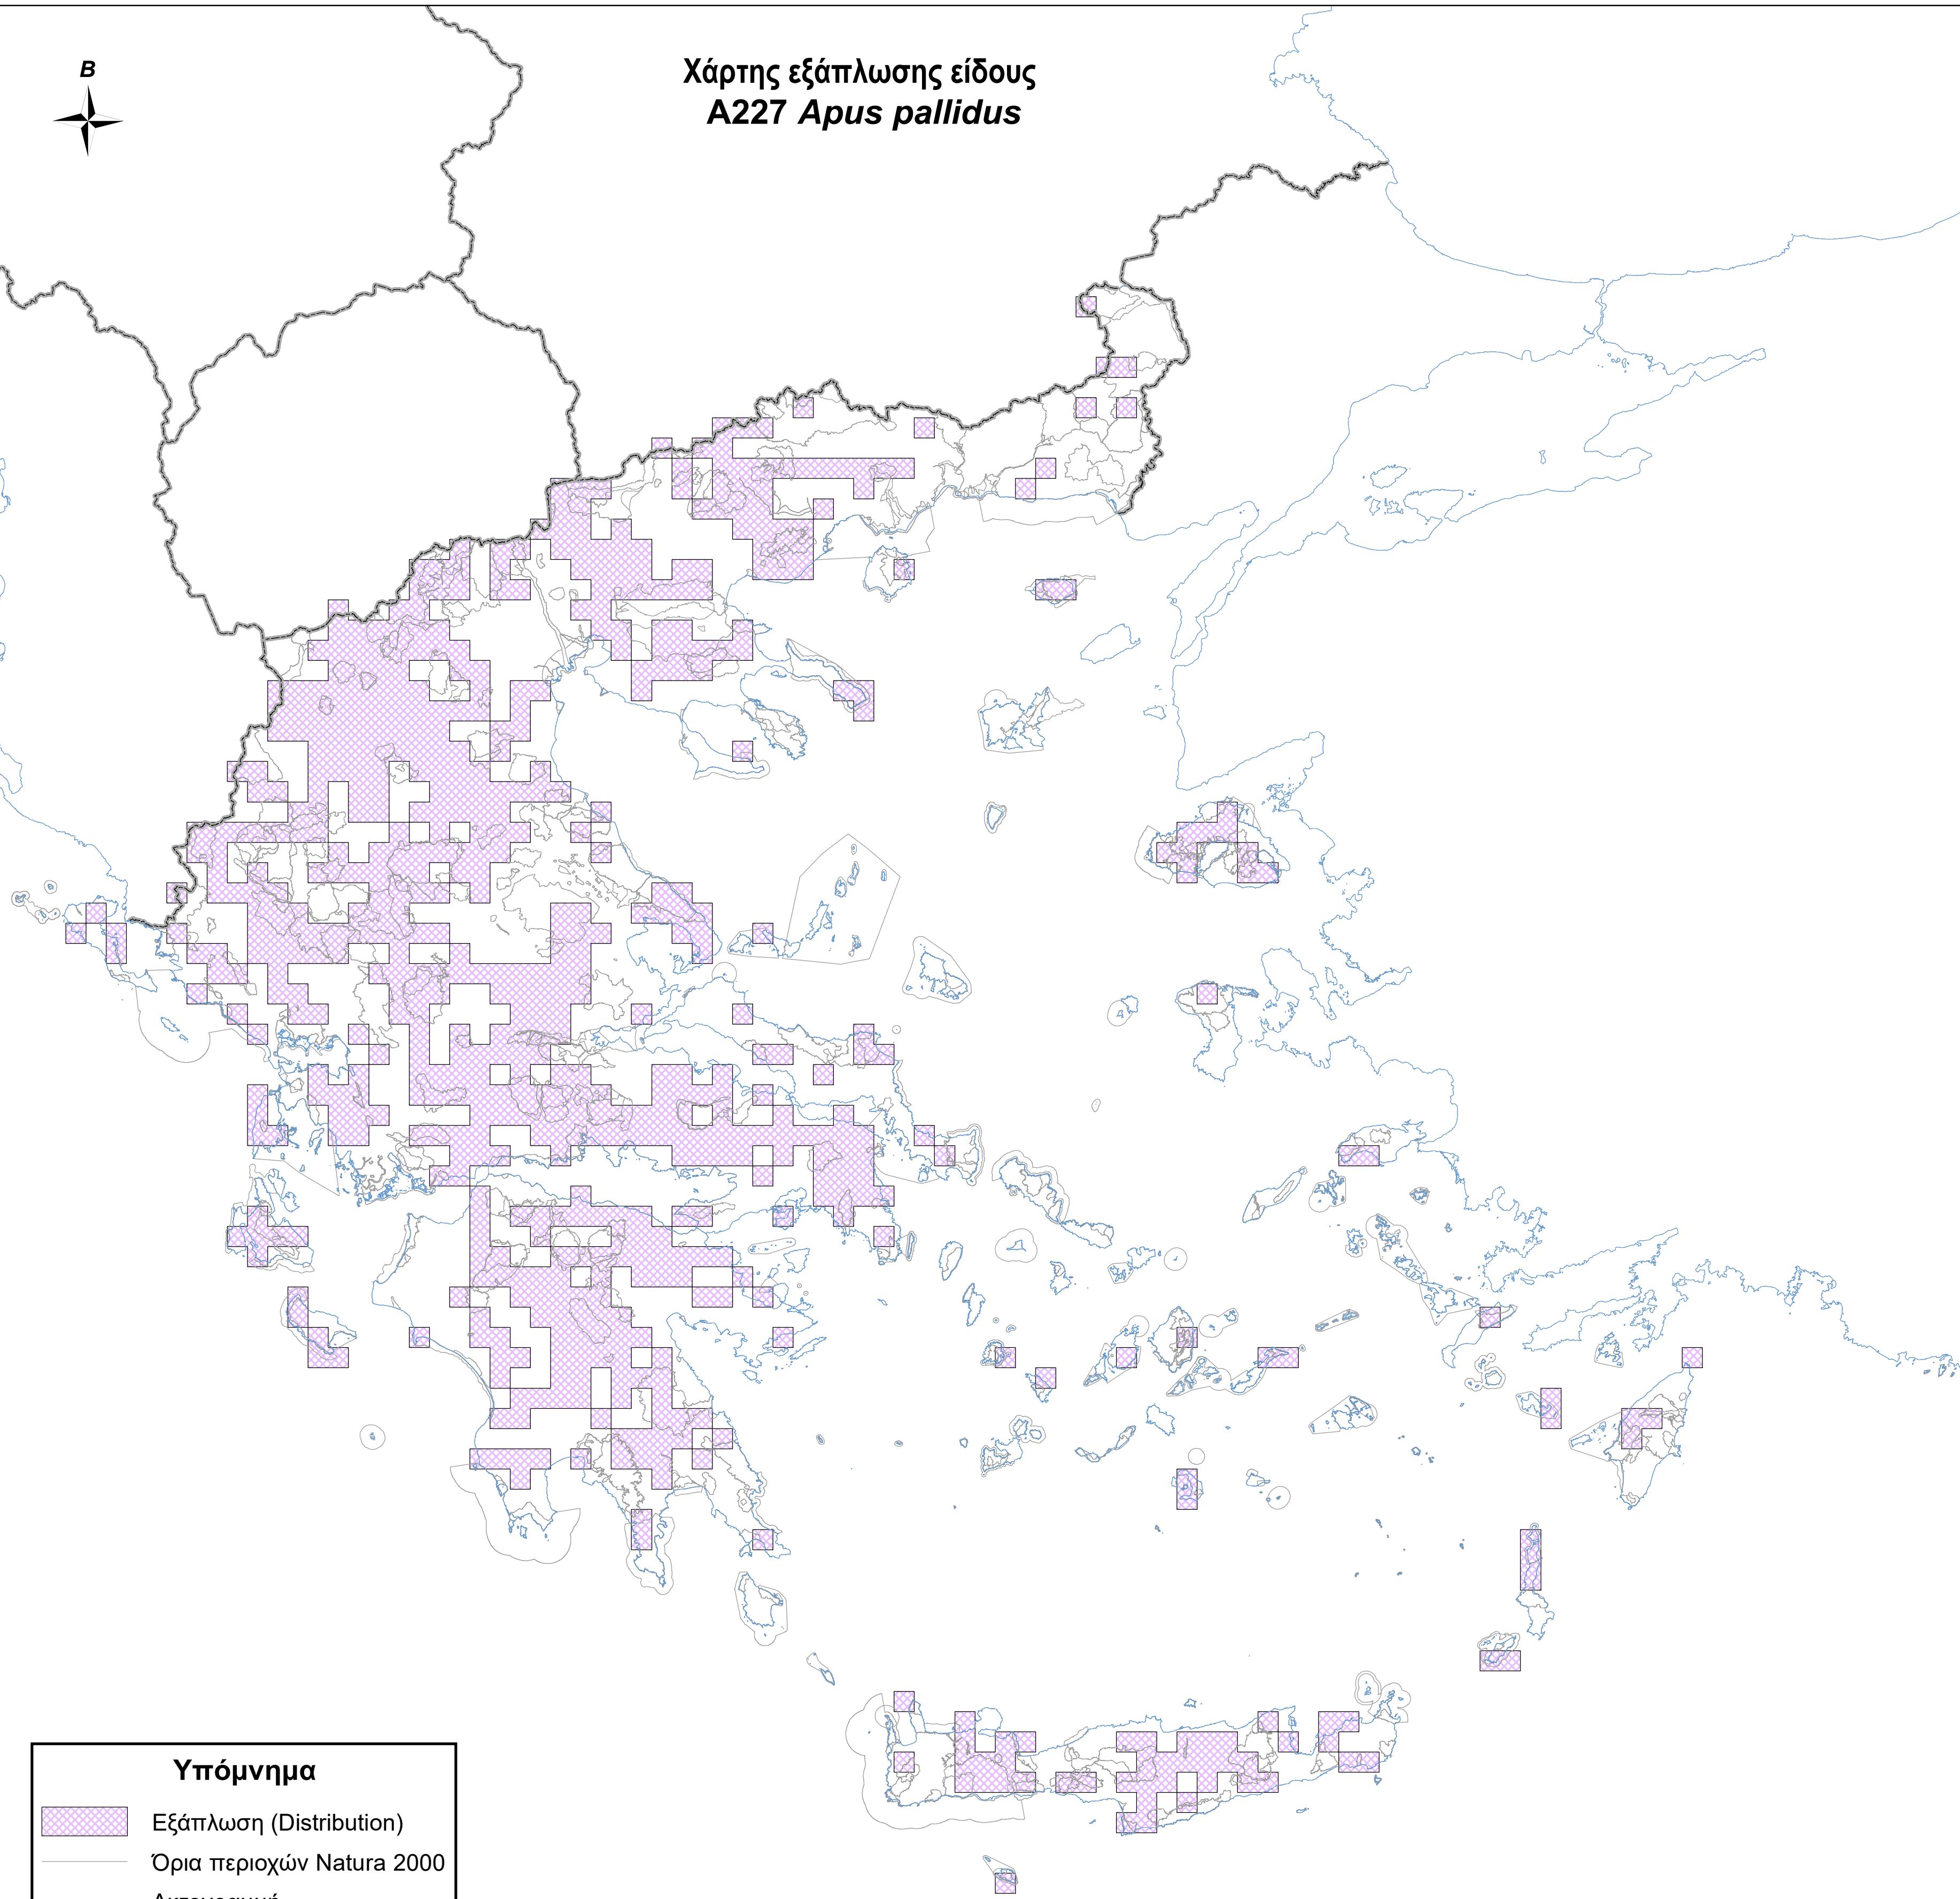 Β
Χάρτης εξάπλωσης είδους
A227 Apus pallidus
Υπόμνημα
Εξάπλωση (Distribution)
Όρια περιοχών Natura 2000